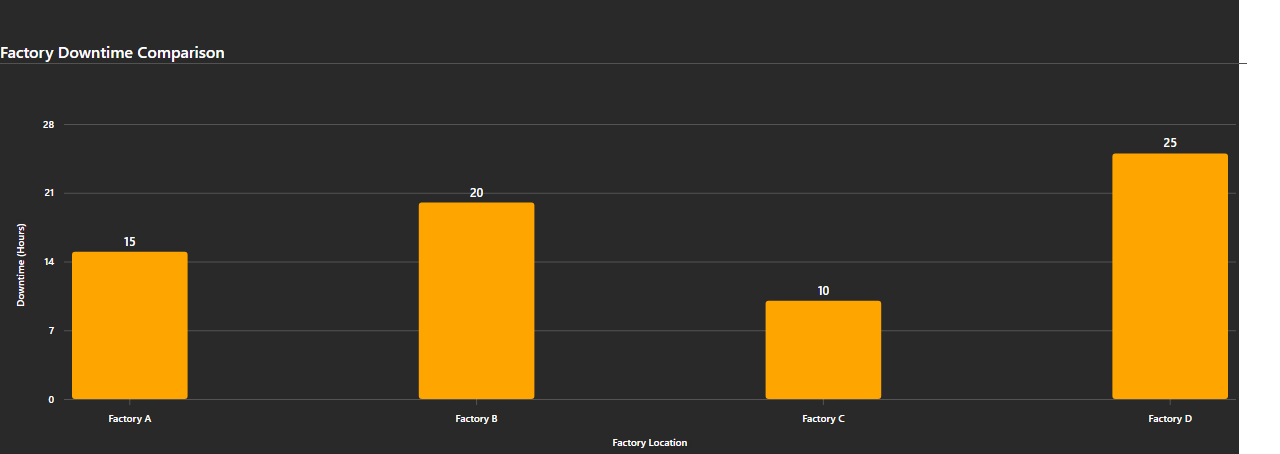 Factory Downtime Comparison
28
21
14
7
0
Downtime (Hours)
15
20
10
25
Factory A
Factory B
Factory C
Factory D
Factory Location